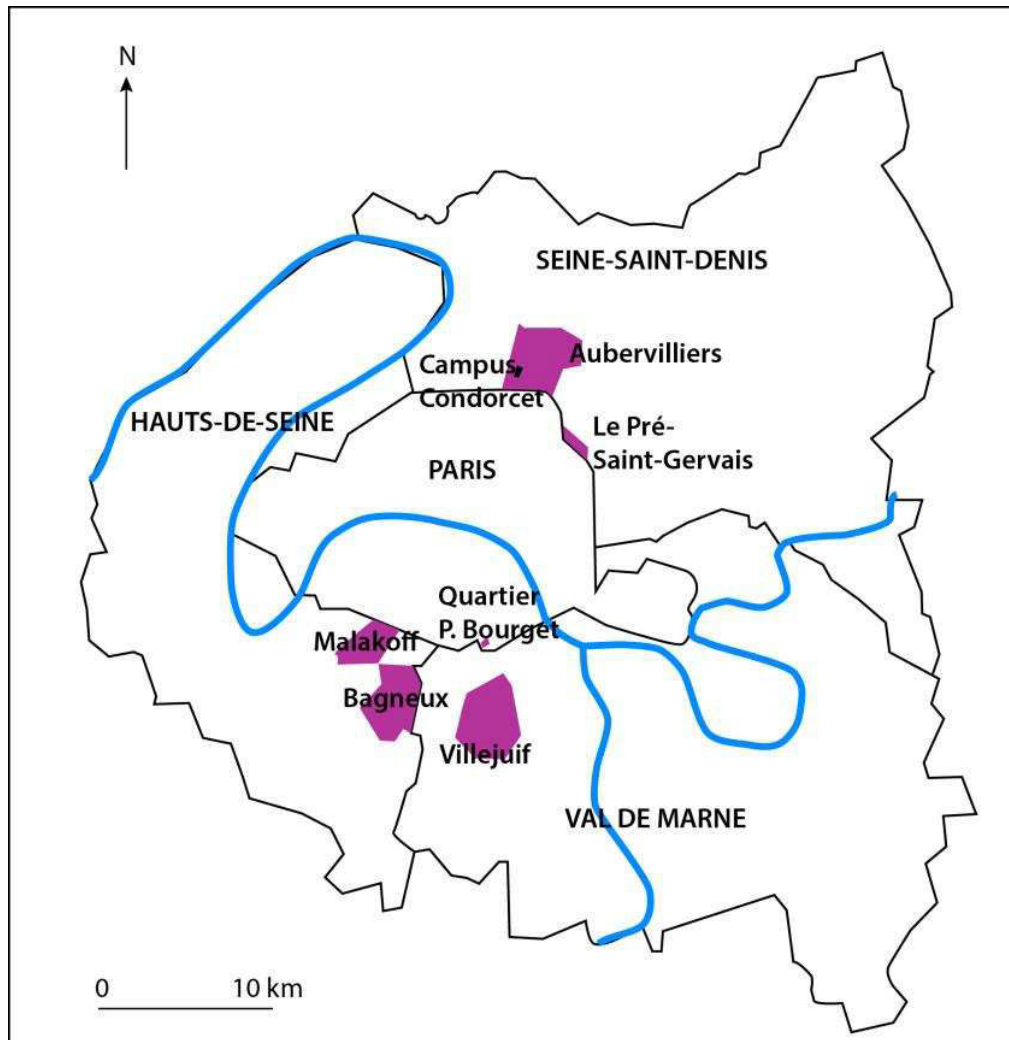 N
SEINE-SAINT-DENIS
Campus
Condorcet
Aubervilliers
HAUTS-DE-SEINE
Le Pré-
Saint-Gervais
PARIS
Quartier
P. Bourget
Malakoff
Bagneux
Villejuif
VAL DE MARNE
0 10 km